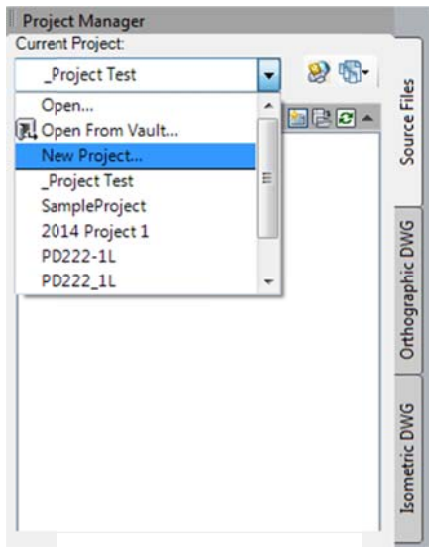 Project Manager
Current Project:
_Project Test
Open...
Open From Vault...
New Project...
_Project Test
SampleProject
2014 Project 1
PD222-1L
PD222_1L
Source Files
Orthographic DWG
Isometric DWG